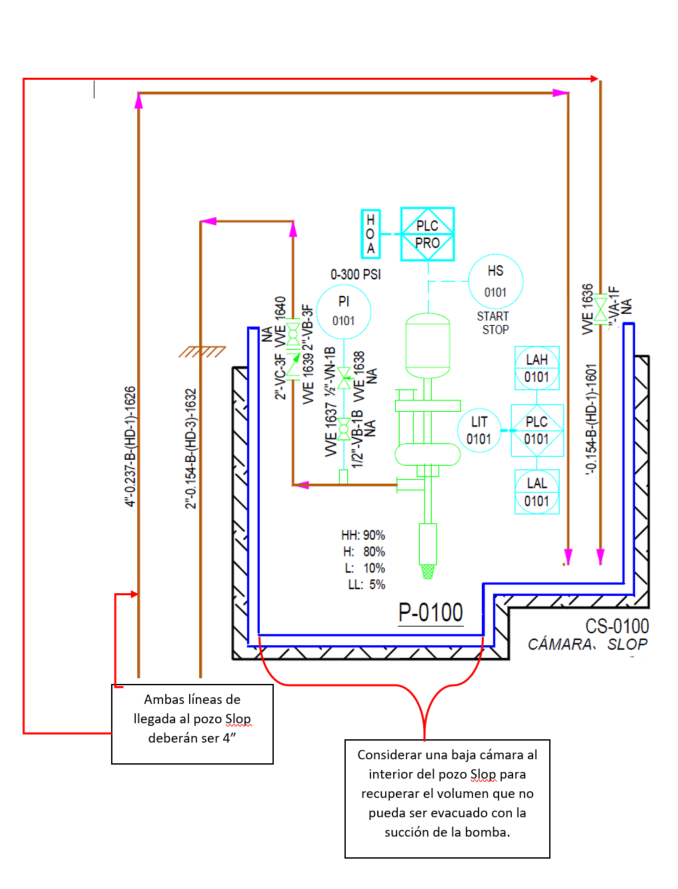 H
O
A
PLC
PRO
HS
0101
START
STOP
0-300 PSI
PI
0101
NA
VVE 1640
2"-VB-3F
2"-VC-3F
VVE 1639
½"-VN-1B
VVE 1638
NA
VVE 1637
1/2"-VB-1B
NA
VVE 1636
"-VA-1F
NA
4"-0.237-B-(HD-1)-1626
2"-0.154-B-(HD-3)-1632
'-0.154-B-(HD-1)-1601
LAH
0101
LIT
0101
PLC
0101
LAL
0101
HH: 90%
H: 80%
L: 10%
LL: 5%
P-0100
CS-0100
CÁMARA, SLOP
Ambas líneas de
llegada al pozo Slop
deberán ser 4”
Considerar una baja cámara al
interior del pozo Slop para
recuperar el volumen que no
pueda ser evacuado con la
succión de la bomba.